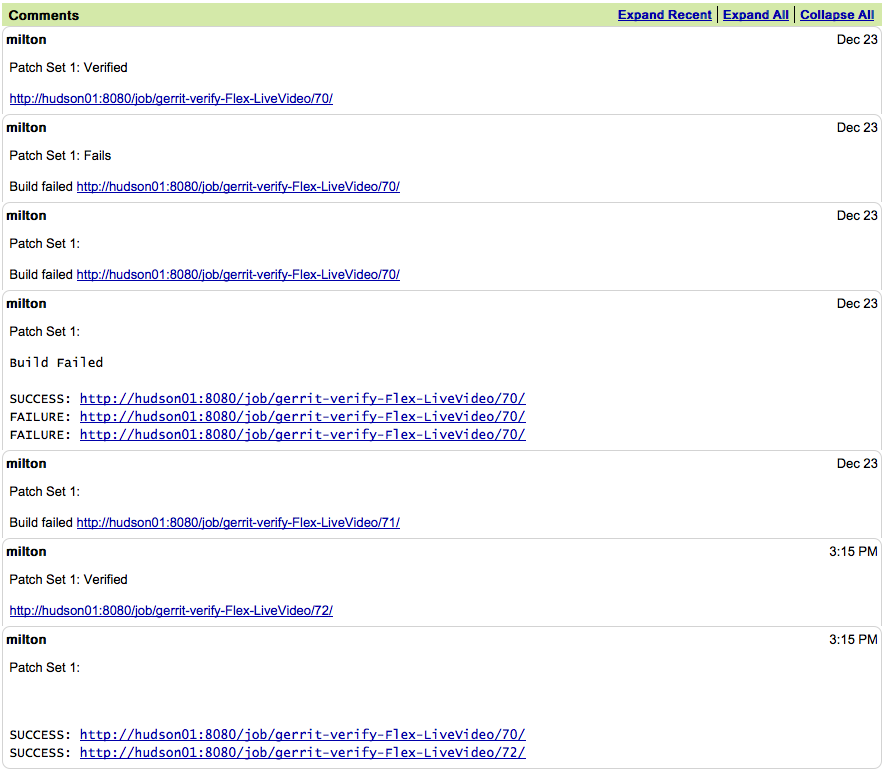 Comments Expand Recent Expand All Collapse All
milton Dec 23
Patch Set 1: Verified
http://hudson01:8080/job/gerrit-verify-Flex-LiveVideo/70/
milton Dec 23
Patch Set 1: Fails
Build failed http://hudson01:8080/job/gerrit-verify-Flex-LiveVideo/70/
milton Dec 23
Patch Set 1:
Build failed http://hudson01:8080/job/gerrit-verify-Flex-LiveVideo/70/
milton Dec 23
Patch Set 1:
Build Failed
SUCCESS: http://hudson01:8080/job/gerrit-verify-Flex-LiveVideo/70/
FAILURE: http://hudson01:8080/job/gerrit-verify-Flex-LiveVideo/70/
FAILURE: http://hudson01:8080/job/gerrit-verify-Flex-LiveVideo/70/
milton Dec 23
Patch Set 1:
Build failed http://hudson01:8080/job/gerrit-verify-Flex-LiveVideo/71/
milton 3:15 PM
Patch Set 1: Verified
http://hudson01:8080/job/gerrit-verify-Flex-LiveVideo/72/
milton 3:15 PM
Patch Set 1:
SUCCESS: http://hudson01:8080/job/gerrit-verify-Flex-LiveVideo/70/
SUCCESS: http://hudson01:8080/job/gerrit-verify-Flex-LiveVideo/72/